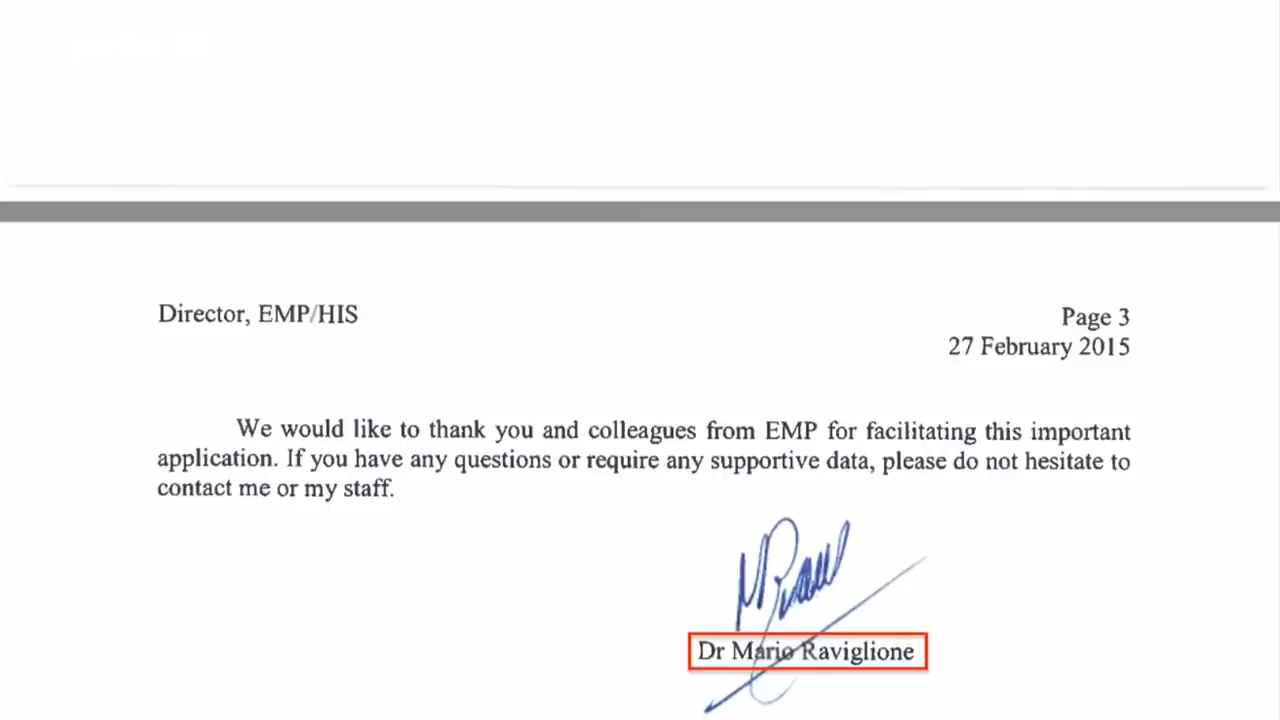 Director, EMP/HIS
Page 3
27 February 2015
We would like to thank you and colleagues from EMP for facilitating this important
application. If you have any questions or require any supportive data, please do not hesitate to
contact me or my staff.
Dr Mario Raviglione